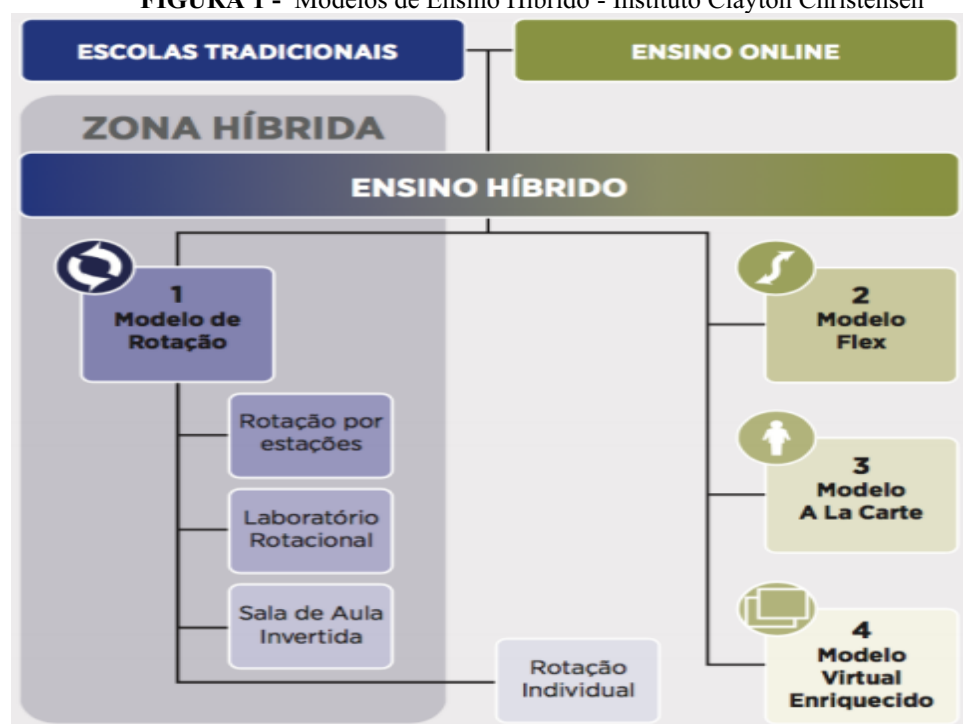 FIGURA 1 - Modelos de Ensino Híbrido - Instituto Clayton Christensen
ESCOLAS TRADICIONAIS
ENSINO ONLINE
ZONA HÍBRIDA
ENSINO HÍBRIDO
1
Modelo de
Rotação
Rotação por
estações
Laboratório
Rotacional
Sala de Aula
Invertida
Rotação
Individual
2
Modelo
Flex
3
Modelo
A La Carte
4
Modelo
Virtual
Enriquecido